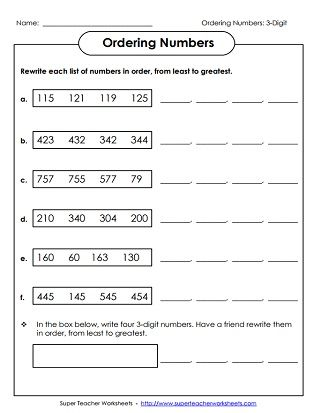 Name: ____________________ Ordering Numbers: 3-Digit
Ordering Numbers
Rewrite each list of numbers in order, from least to greatest.
a. 115 121 119 125 ______, ______, ______, ______
b. 423 432 342 344 ______, ______, ______, ______
c. 757 755 577 79 ______, ______, ______, ______
d. 210 340 304 200 ______, ______, ______, ______
e. 160 60 163 130 ______, ______, ______, ______
f. 445 145 545 454 ______, ______, ______, ______
❖ In the box below, write four 3-digit numbers. Have a friend rewrite them
in order, from least to greatest.
______, ______, ______, ______
Super Teacher Worksheets - http://www.superteacherworksheets.com